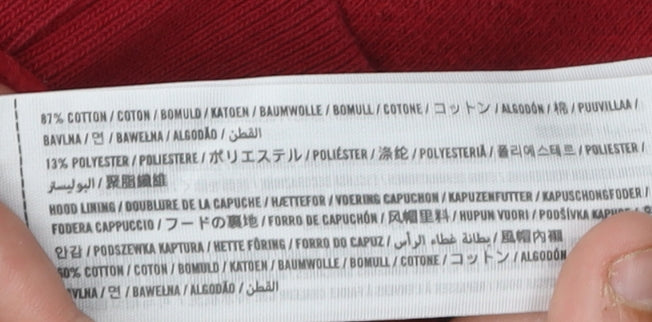 87% COTTON / COTON / BOMULD / KATOEN / BAUMWOLLE / BOMULL / COTONE / コットン / ALGODÓN / 棉 / PUUVILLAA /
BAVLNA / 면 / BAWEŁNA / ALGODÃO / القطن
13% POLYESTER / POLIESTERE / ポリエステル / POLIÉSTER / 涤纶 / POLYESTERIÄ / 폴리에스테르 / POLIESTER /
البوليستر / 聚脂纖維
HOOD LINING / DOUBLURE DE LA CAPUCHE / HÆTTEFOR / VOERING CAPUCHON / KAPUZENFUTTER / KAPUSCHONGFODER /
FODERA CAPPUCCIO / フードの裏地 / FORRO DE CAPUCHÓN / 风帽里料 / HUPUN VUORI / PODŠÍVKA
안감 / PODSZEWKA KAPTURA / HETTE FÔRING / FORRO DO CAPUZ / بطانة غطاء الرأس / 風帽內襯
50% COTTON / COTON / BOMULD / KATOEN / BAUMWOLLE / BOMULL / COTONE / コットン / ALGODÓN
VLNA / 면 / BAWEŁNA / ALGODÃO / القطن